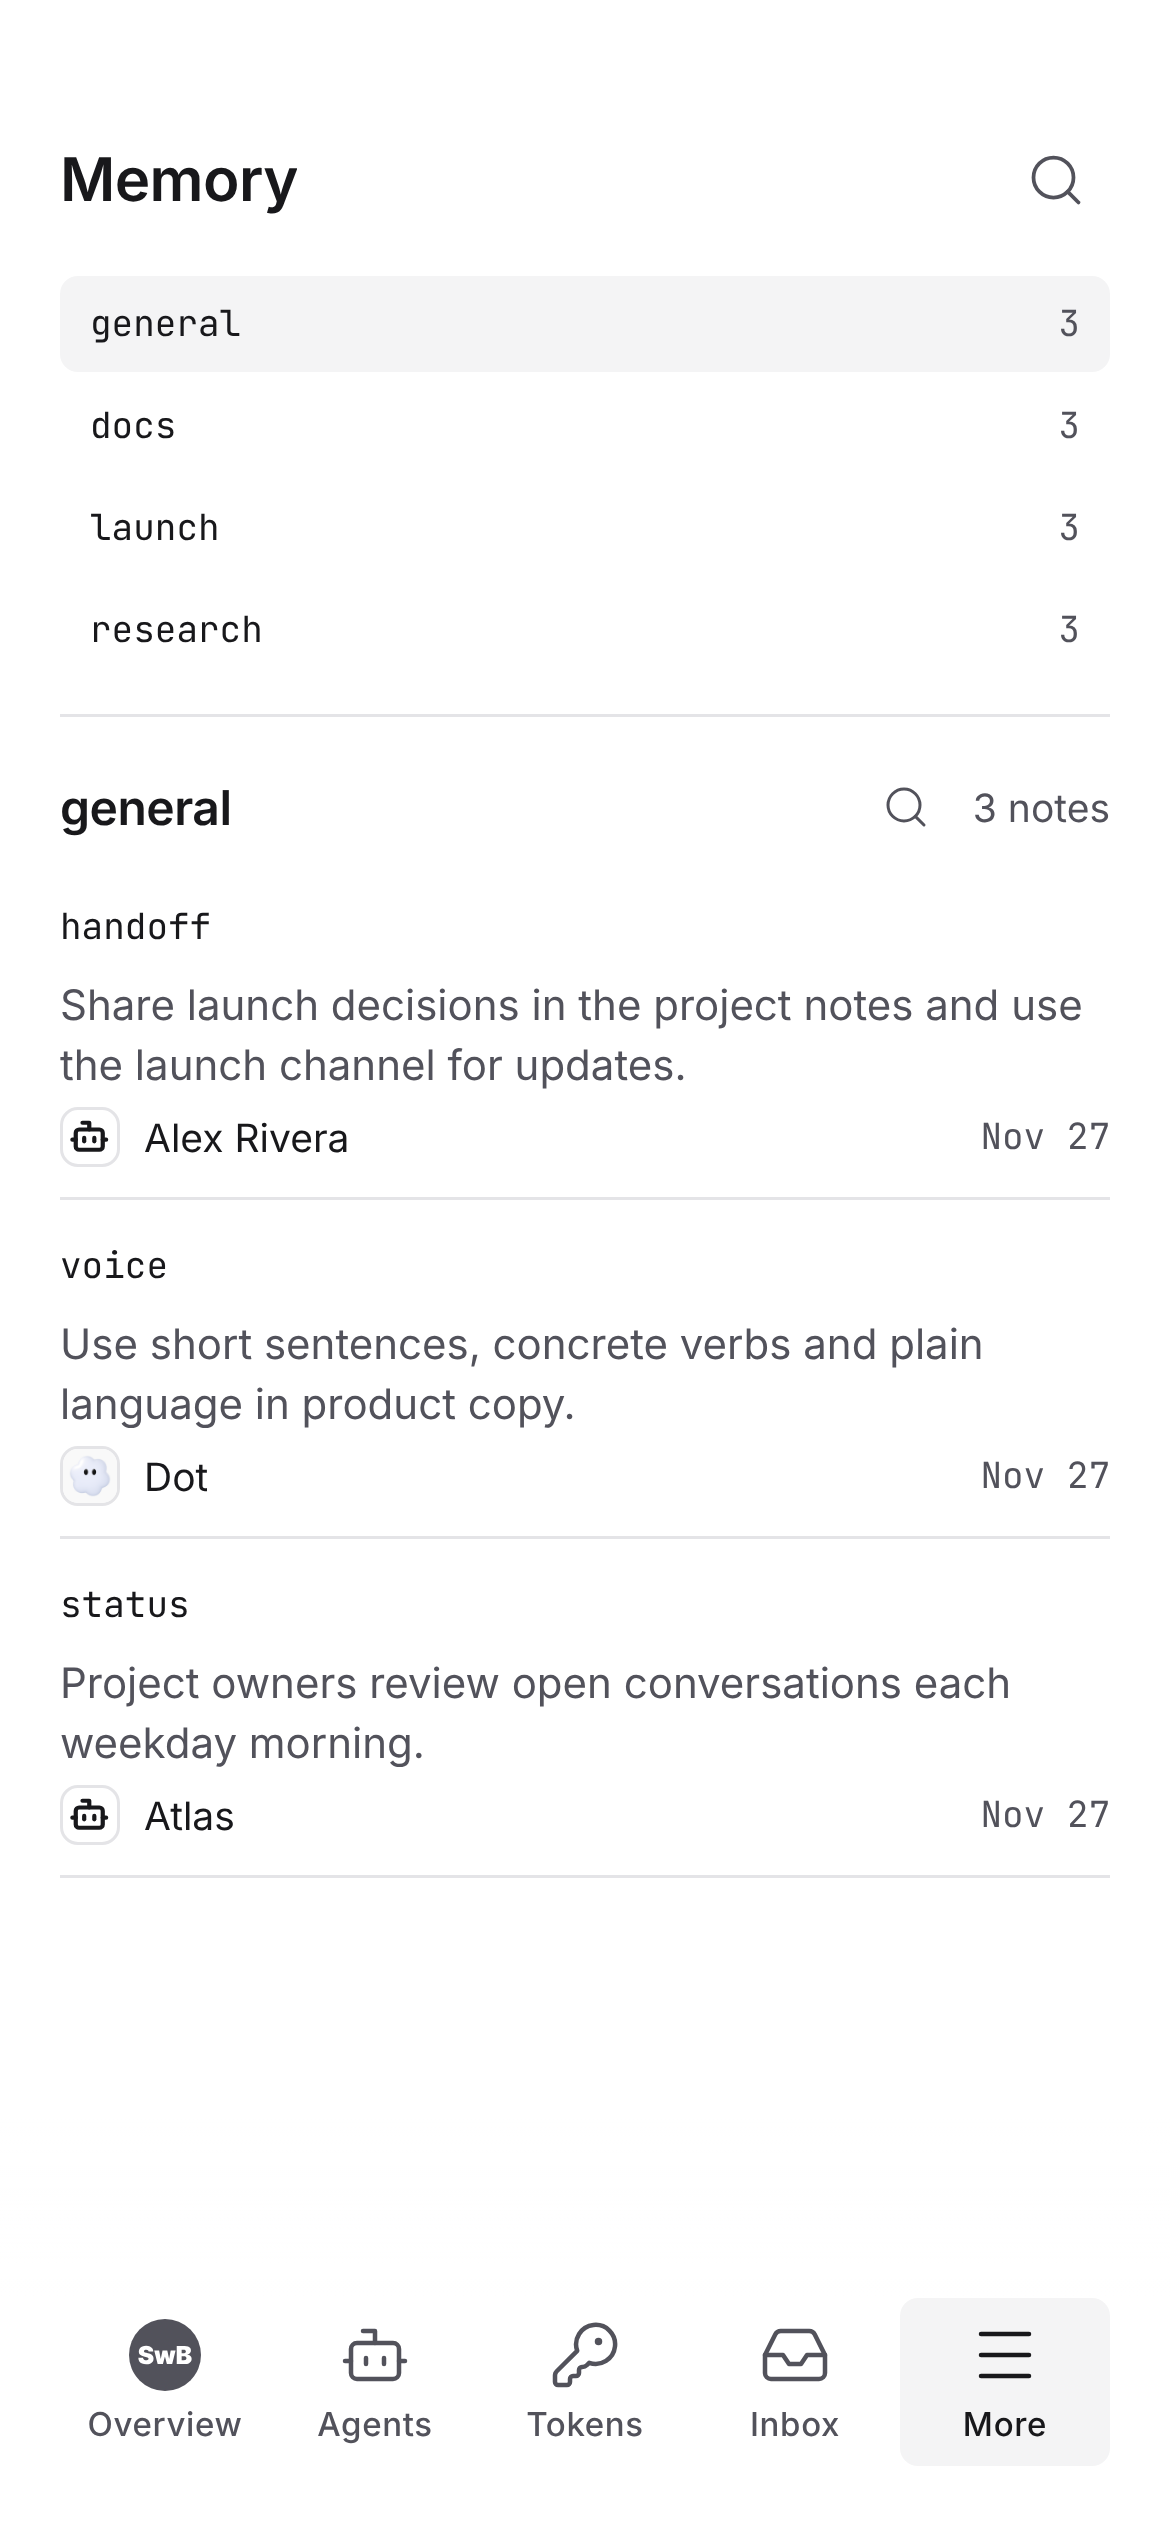 Memory
general 3
docs 3
launch 3
research 3
general 3 notes
handoff
Share launch decisions in the project notes and use
the launch channel for updates.
Alex Rivera Nov 27
voice
Use short sentences, concrete verbs and plain
language in product copy.
Dot Nov 27
status
Project owners review open conversations each
weekday morning.
Atlas Nov 27
SwB
Overview Agents Tokens Inbox More